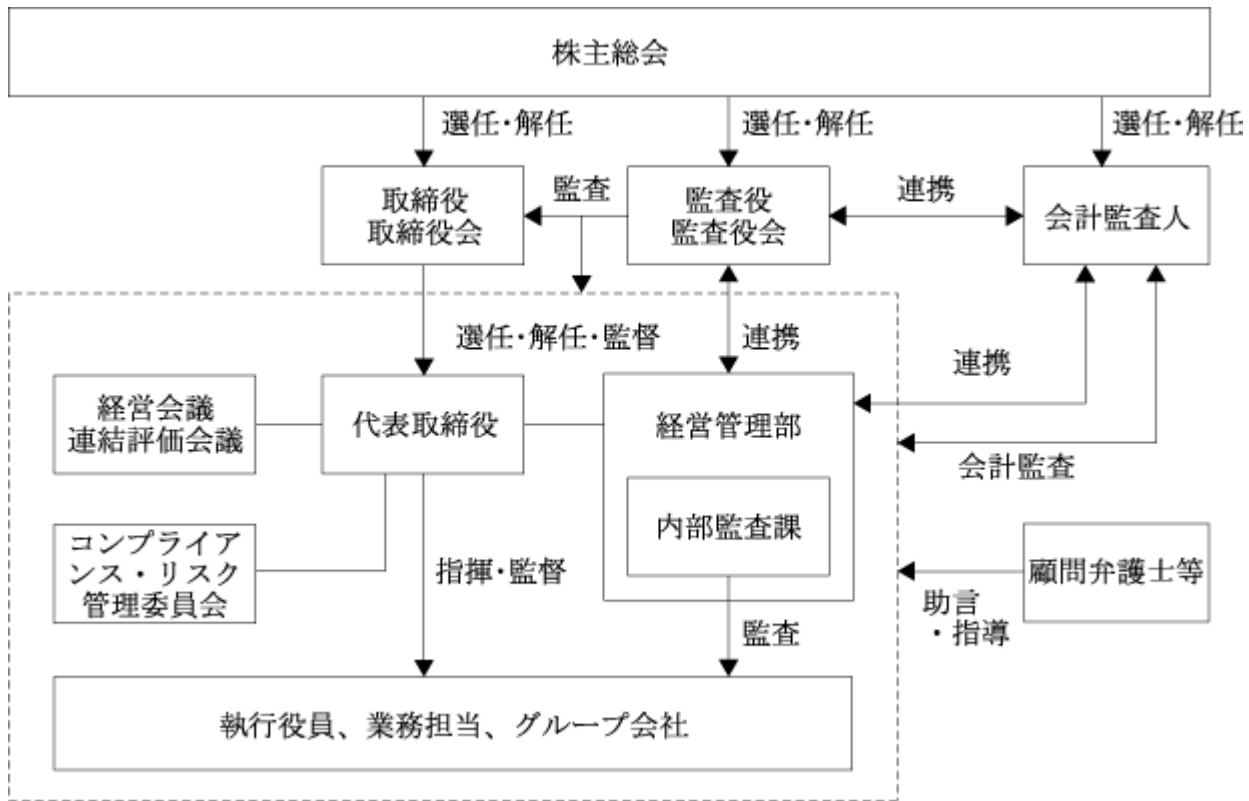 株主総会
選任・解任
選任・解任
選任・解任
取締役
取締役会
監査
監査役
監査役会
連携
会計監査人
選任・解任・監督
連携
連携
経営会議
連結評価会議
代表取締役
経営管理部
会計監査
内部監査課
コンプライア
ンス・リスク
管理委員会
指揮・監督
顧問弁護士等
助言
・指導
監査
執行役員、業務担当、グループ会社